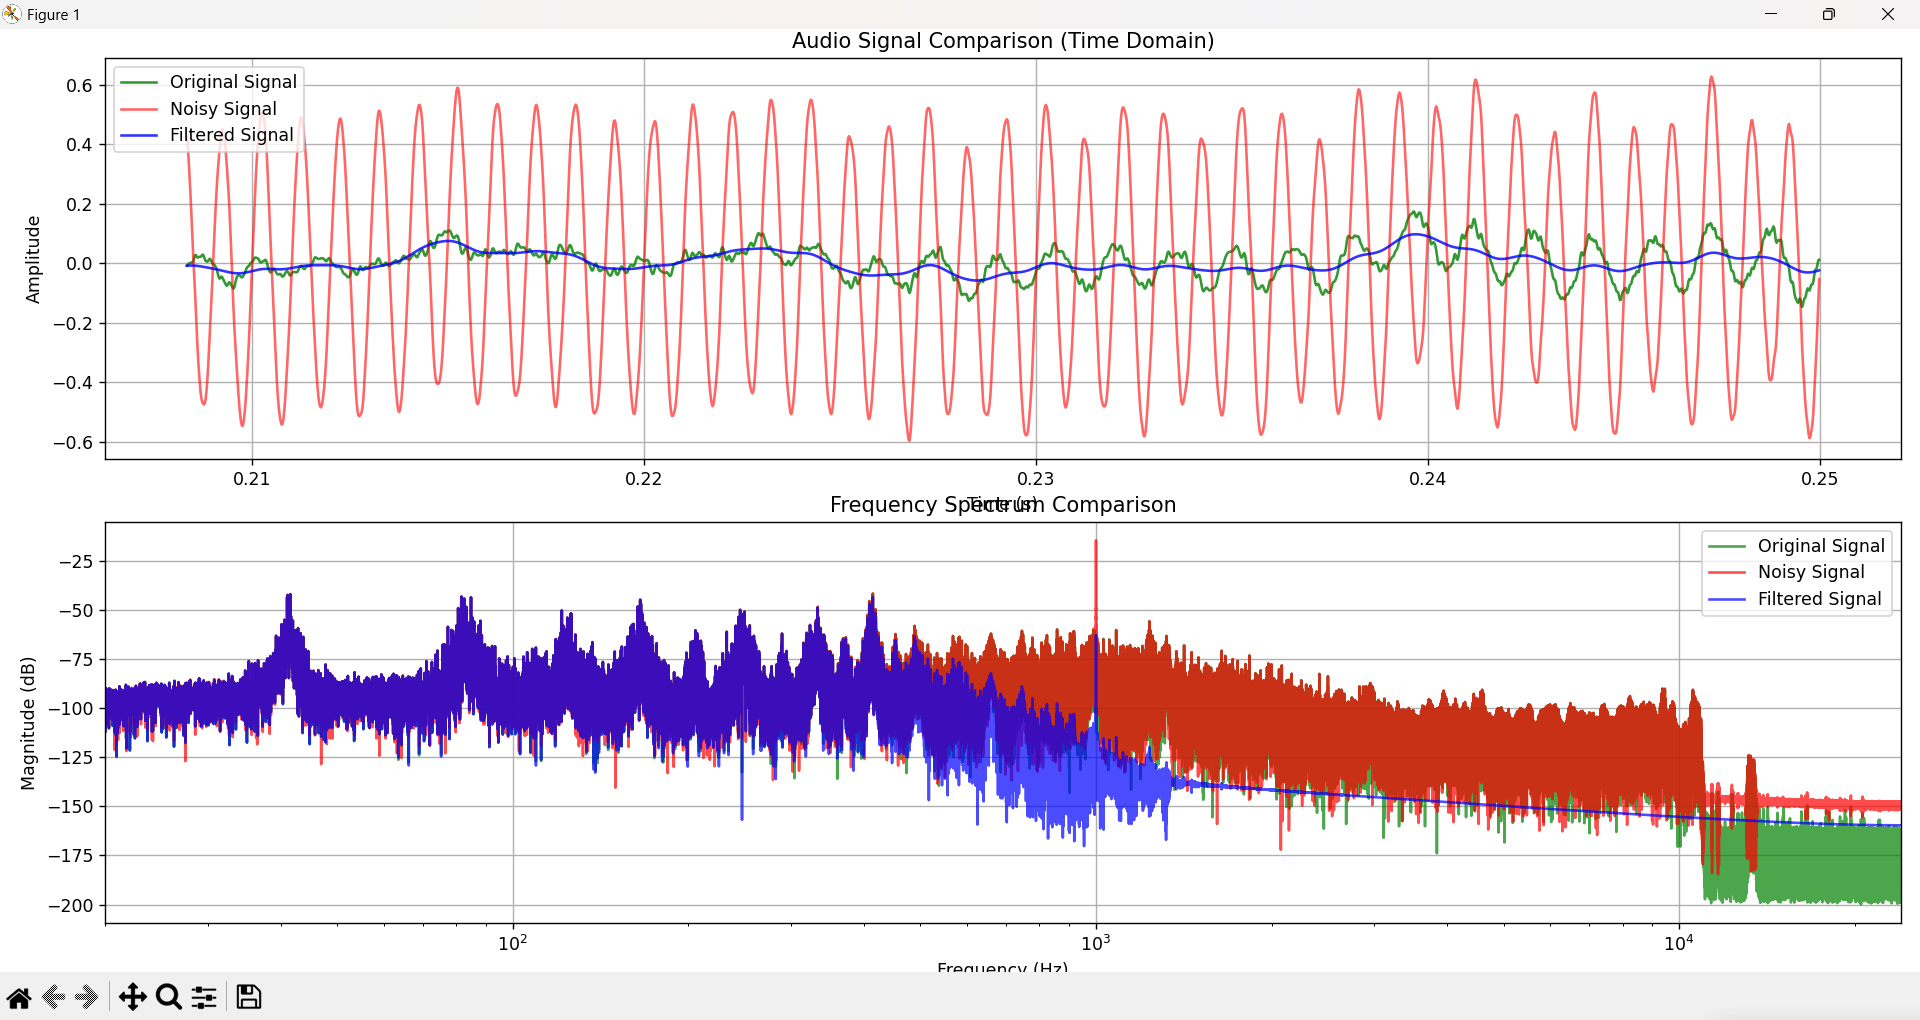 Figure 1
Audio Signal Comparison (Time Domain)
Original Signal
Noisy Signal
Filtered Signal
Amplitude
0.6
0.4
0.2
0.0
−0.2
−0.4
−0.6
0.21 0.22 0.23 0.24 0.25
Time (s)
Frequency Spectrum Comparison
Original Signal
Noisy Signal
Filtered Signal
Magnitude (dB)
−25
−50
−75
−100
−125
−150
−175
−200
10² 10³ 10⁴
Frequency (Hz)